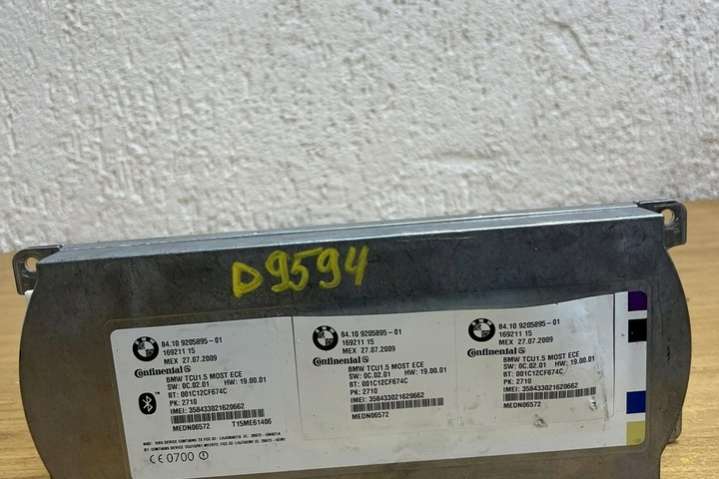 D9594
84.10 9205895-01
169211 15
MEX 27.07.2009
Continental
BMW TCU1.5 MOST ECE
SW: 0C.02.01 HW: 19.00.01
BT: 001C12CF674C
PK: 2710
IMEI: 358433021620662
MEDN06572 T15ME61406
CE0700
84.10 9205895-01
169211 15
MEX 27.07.2009
Continental
BMW TCU1.5 MOST ECE
SW: 0C.02.01 HW: 19.00.01
BT: 001C12CF674C
PK: 2710
IMEI: 358433021620662
MEDN06572
84.10 9205895-01
169211 15
MEX 27.07.2009
Continental
BMW TCU1.5 MOST ECE
SW: 0C.02.01 HW: 19.00.01
BT: 001C12CF674C
PK: 2710
IMEI: 358433021620662
MEDN06572